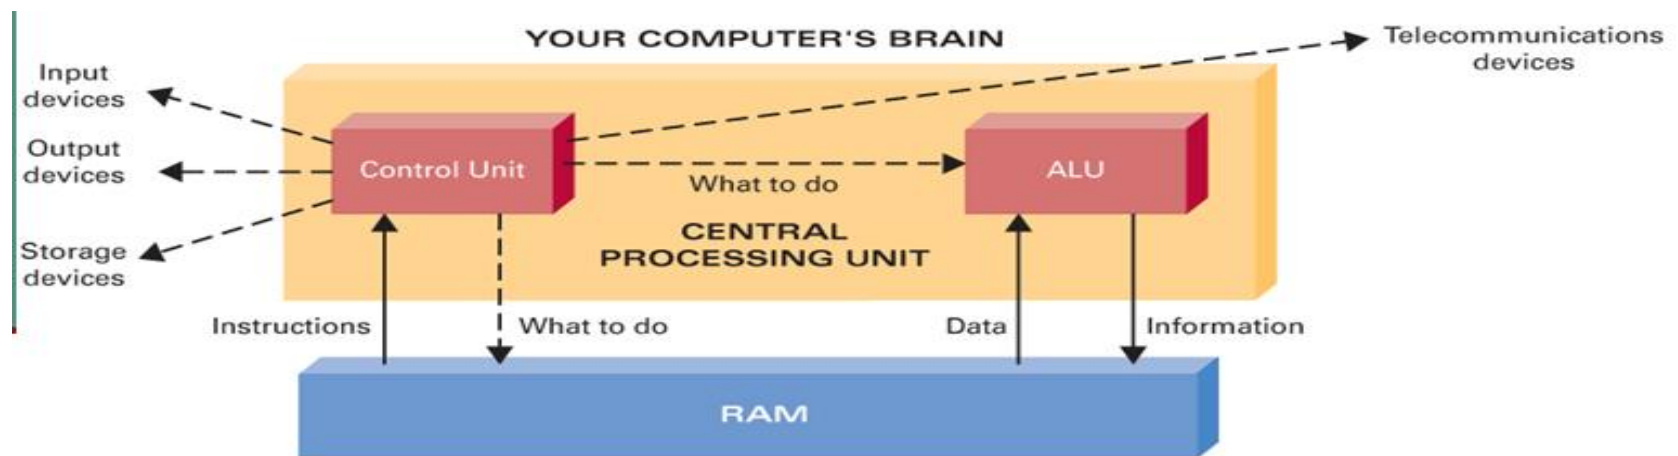 YOUR COMPUTER'S BRAIN
Telecommunications
devices
Input
devices
Output
devices
Storage
devices
Control Unit
What to do
ALU
CENTRAL
PROCESSING UNIT
Instructions
What to do
Data
Information
RAM